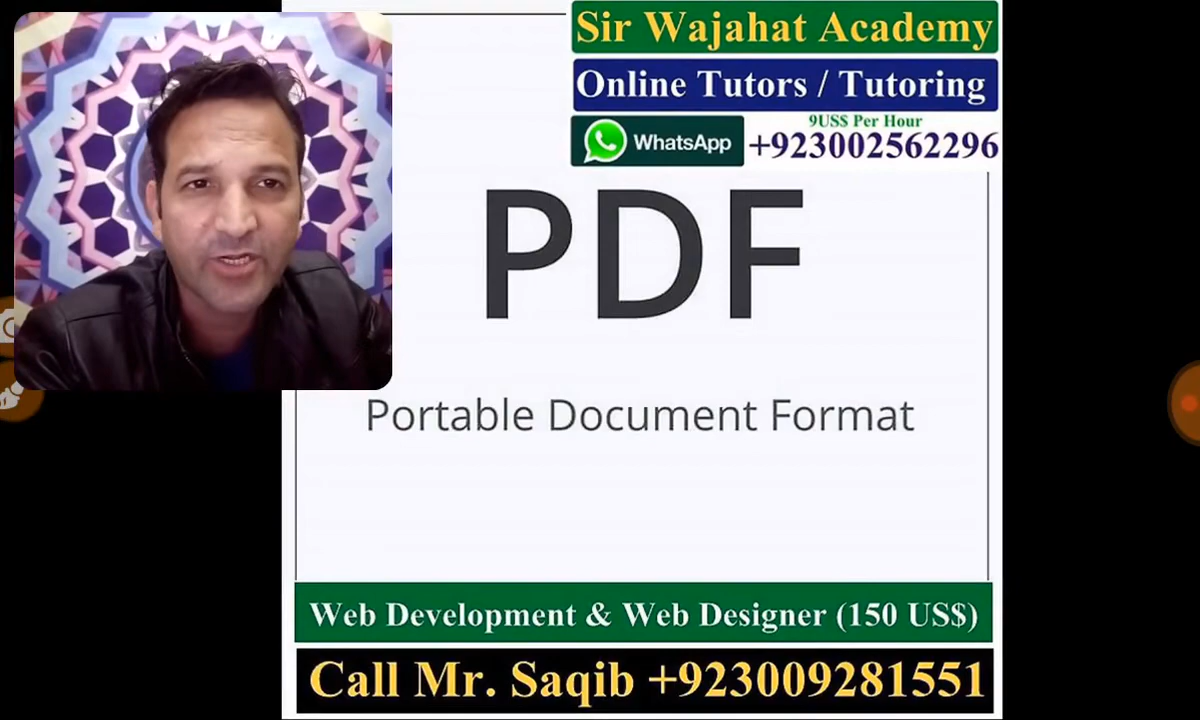 Sir Wajahat Academy
Online Tutors / Tutoring
9US$ Per Hour
WhatsApp +923002562296
PDF
Portable Document Format
Web Development & Web Designer (150 US$)
Call Mr. Saqib +923009281551